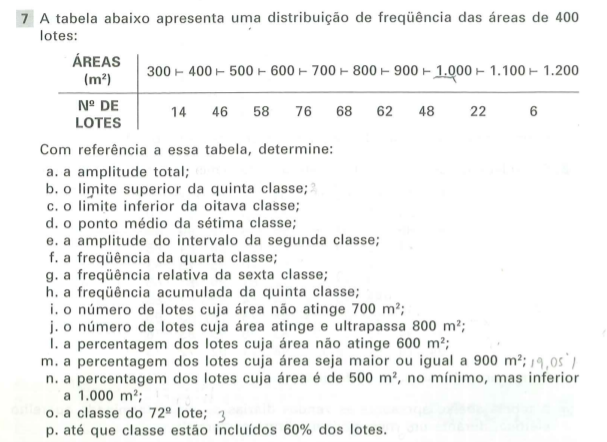 7 A tabela abaixo apresenta uma distribuição de freqüência das áreas de 400
lotes:
ÁREAS
(m²)
300 ⊢ 400 ⊢ 500 ⊢ 600 ⊢ 700 ⊢ 800 ⊢ 900 ⊢ 1.000 ⊢ 1.100 ⊢ 1.200
Nº DE
LOTES
14 46 58 76 68 62 48 22 6
Com referência a essa tabela, determine:
a. a amplitude total;
b. o limite superior da quinta classe;
c. o limite inferior da oitava classe;
d. o ponto médio da sétima classe;
e. a amplitude do intervalo da segunda classe;
f. a freqüência da quarta classe;
g. a freqüência relativa da sexta classe;
h. a freqüência acumulada da quinta classe;
i. o número de lotes cuja área não atinge 700 m²;
j. o número de lotes cuja área atinge e ultrapassa 800 m²;
l. a percentagem dos lotes cuja área não atinge 600 m²;
m. a percentagem dos lotes cuja área seja maior ou igual a 900 m²; 19,05
n. a percentagem dos lotes cuja área é de 500 m², no mínimo, mas inferior
a 1.000 m²;
o. a classe do 72º lote; 3
p. até que classe estão incluídos 60% dos lotes.